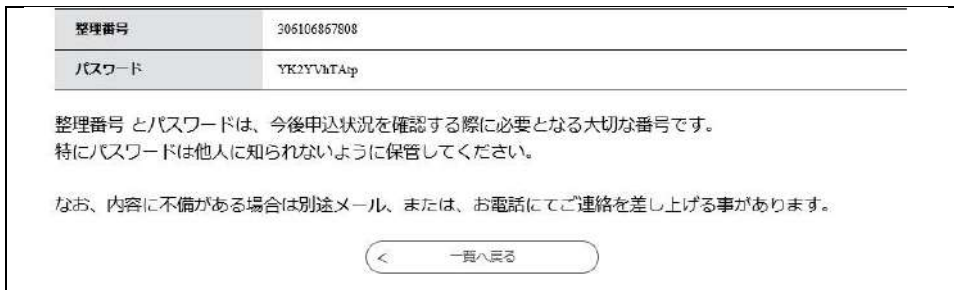 整理番号 306106867808
パスワード YK2YVhTAtp
整理番号 とパスワードは、今後申込状況を確認する際に必要となる大切な番号です。
特にパスワードは他人に知られないように保管してください。
なお、内容に不備がある場合は別途メール、または、お電話にてご連絡を差し上げる事があります。
< 一覧へ戻る